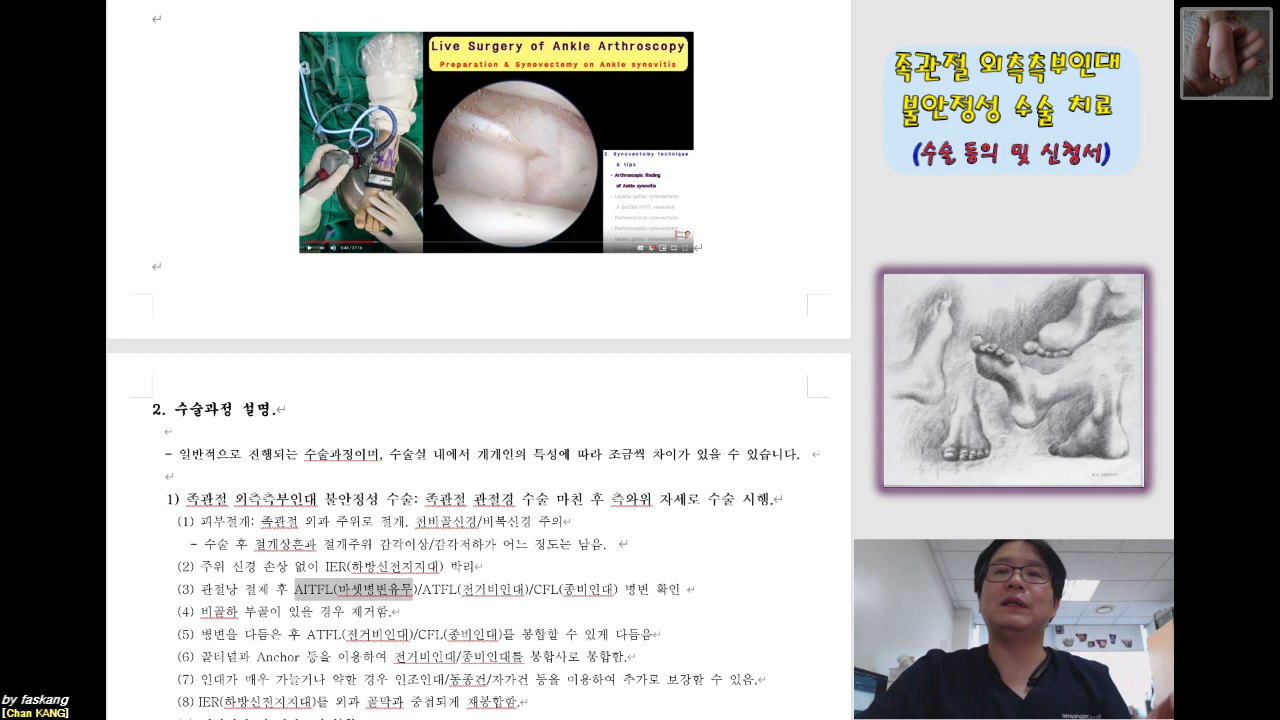 Live Surgery of Ankle Arthroscopy
Preparation & Synovectomy on Ankle synovitis
2. Synovectomy technique
& tips
- Arthroscopic finding
of Ankle synovitis
- Lateral gutter synovectomy
& partial AITFL resection
- Posterolateral synovectomy
- Posteromedial synovectomy
- Medial gutter synovectomy
2. 수술과정 설명.
- 일반적으로 진행되는 수술과정이며, 수술실 내에서 개개인의 특성에 따라 조금씩 차이가 있을 수 있습니다.
1) 족관절 외측측부인대 불안정성 수술: 족관절 관절경 수술 마친 후 측와위 자세로 수술 시행.
(1) 피부절개: 족관절 외과 주위로 절개, 천비골신경/비복신경 주의
- 수술 후 절개상흔과 절개주위 감각이상/감각저하가 어느 정도는 남음.
(2) 주위 신경 손상 없이 IER(하방신전지지대) 박리
(3) 관절낭 절제 후 AITFL(바셋병변유무)/ATFL(전거비인대)/CFL(종비인대) 병변 확인
(4) 비골하 부골이 있을 경우 제거함.
(5) 병변을 다듬은 후 ATFL(전거비인대)/CFL(종비인대)를 봉합할 수 있게 다듬음
(6) 골터널과 Anchor 등을 이용하여 전거비인대/종비인대를 봉합사로 봉합함.
(7) 인대가 매우 가늘거나 약할 경우 인조인대/동종건/자가건 등을 이용하여 추가로 보강할 수 있음.
(8) IER(하방신전지지대)를 외과 골막과 중첩되게 재봉합함.
족관절 외측측부인대
불안정성 수술 치료
(수술 동의 및 신청서)
by faskang
[Chan KANG]